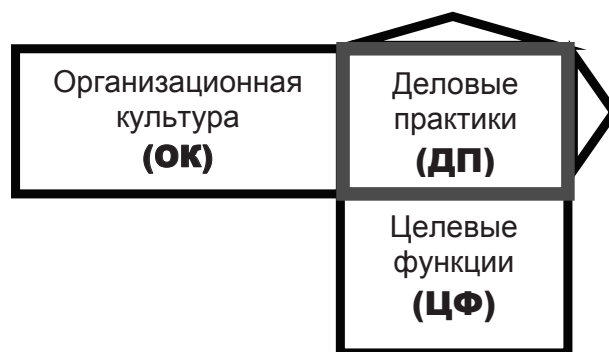 Организационная
культура
(ОК)
Деловые
практики
(ДП)
Целевые
функции
(ЦФ)